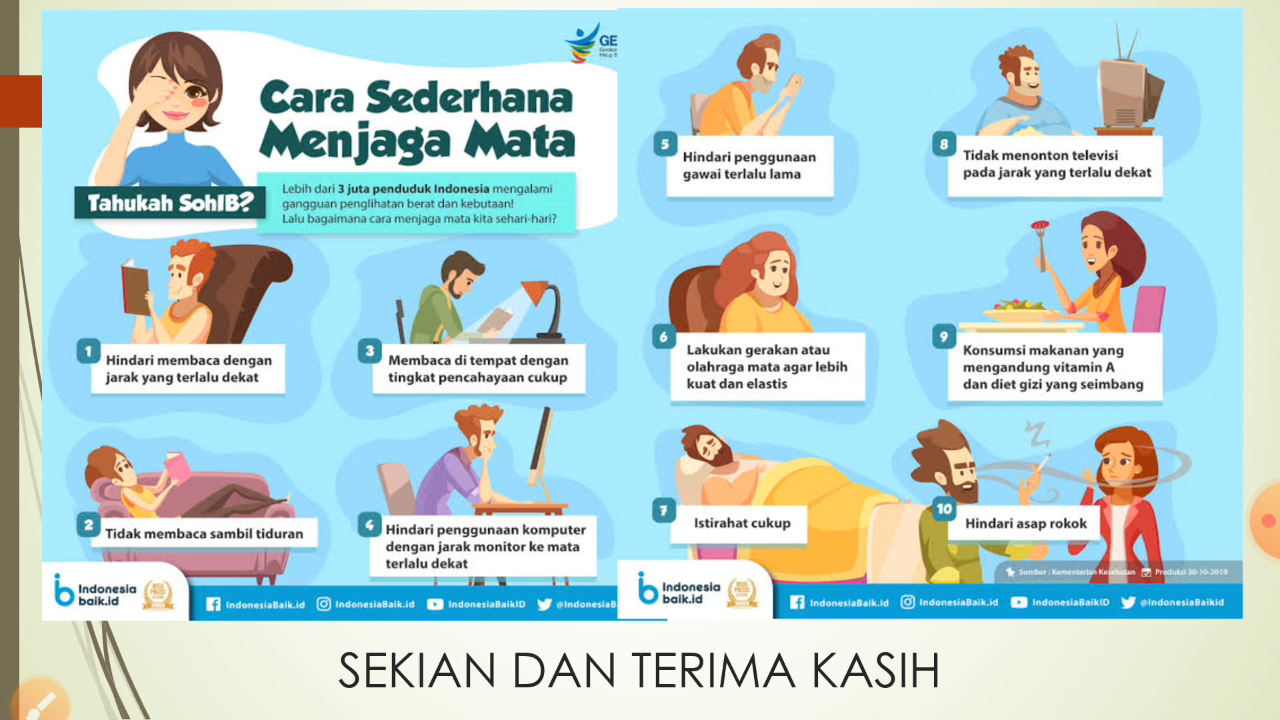 GE
Cara Sederhana
Menjaga Mata
Tahukah SohIB?
Lebih dari 3 juta penduduk Indonesia mengalami
gangguan penglihatan berat dan kebutaan!
Lalu bagaimana cara menjaga mata kita sehari-hari?
1
Hindari membaca dengan
jarak yang terlalu dekat
2
Tidak membaca sambil tiduran
3
Membaca di tempat dengan
tingkat pencahayaan cukup
4
Hindari penggunaan komputer
dengan jarak monitor ke mata
terlalu dekat
Indonesia
baik.id
IndonesiaBaik.id
IndonesiaBaik.id
IndonesiaBaikID
@IndonesiaB
5
Hindari penggunaan
gawai terlalu lama
6
Lakukan gerakan atau
olahraga mata agar lebih
kuat dan elastis
7
Istirahat cukup
8
Tidak menonton televisi
pada jarak yang terlalu dekat
9
Konsumsi makanan yang
mengandung vitamin A
dan diet gizi yang seimbang
10
Hindari asap rokok
Sumber : Kementerian Kesehatan
Produksi 30-10-2019
Indonesia
baik.id
IndonesiaBaik.id
IndonesiaBaik.id
IndonesiaBaikID
@IndonesiaBaikid
SEKIAN DAN TERIMA KASIH